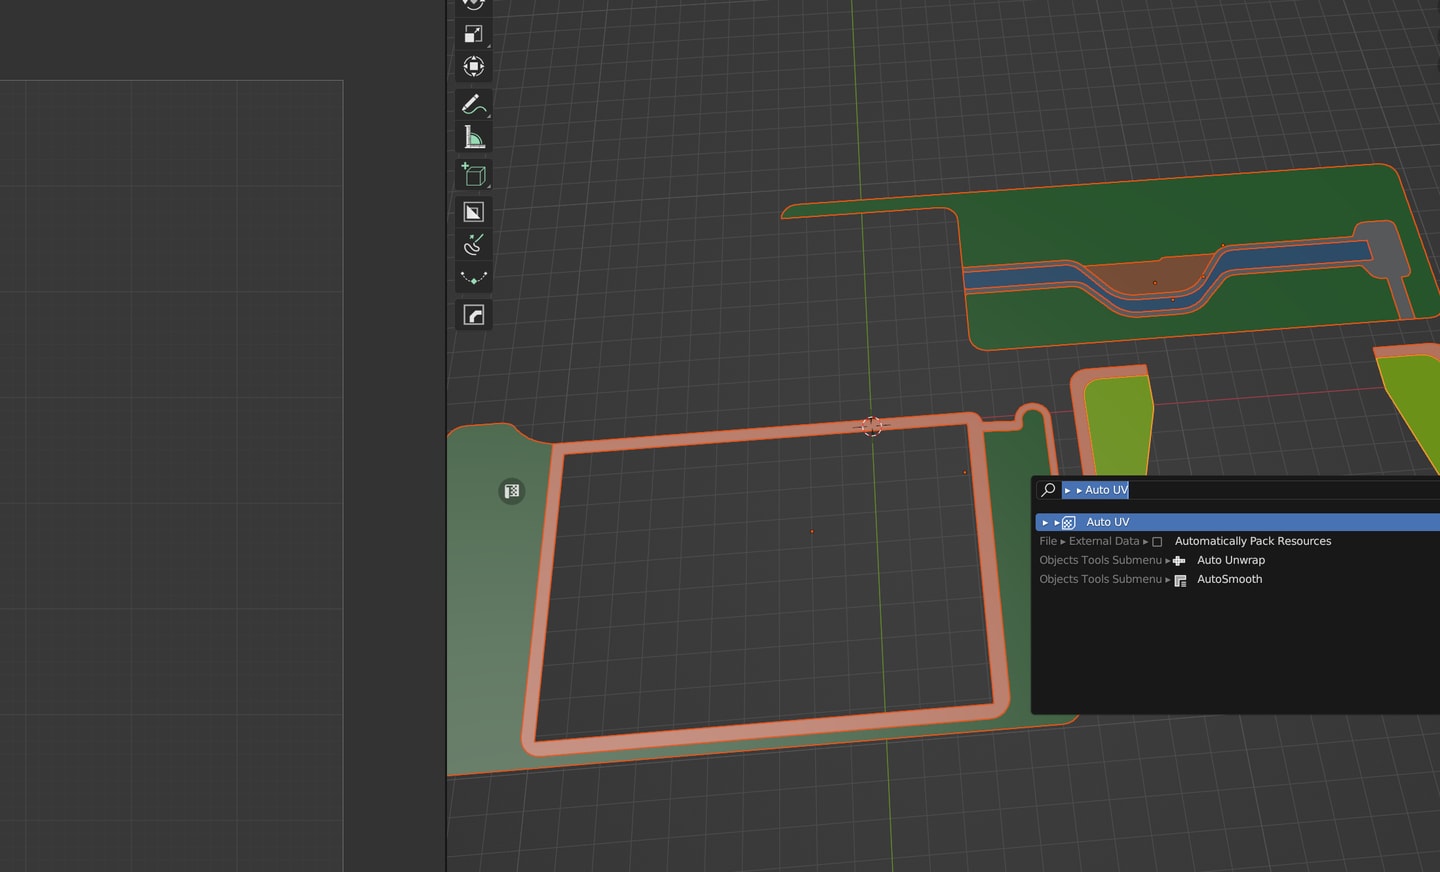 ▸ ▸ Auto UV
▸ ▸ Auto UV
File ▸ External Data ▸ Automatically Pack Resources
Objects Tools Submenu ▸ Auto Unwrap
Objects Tools Submenu ▸ AutoSmooth